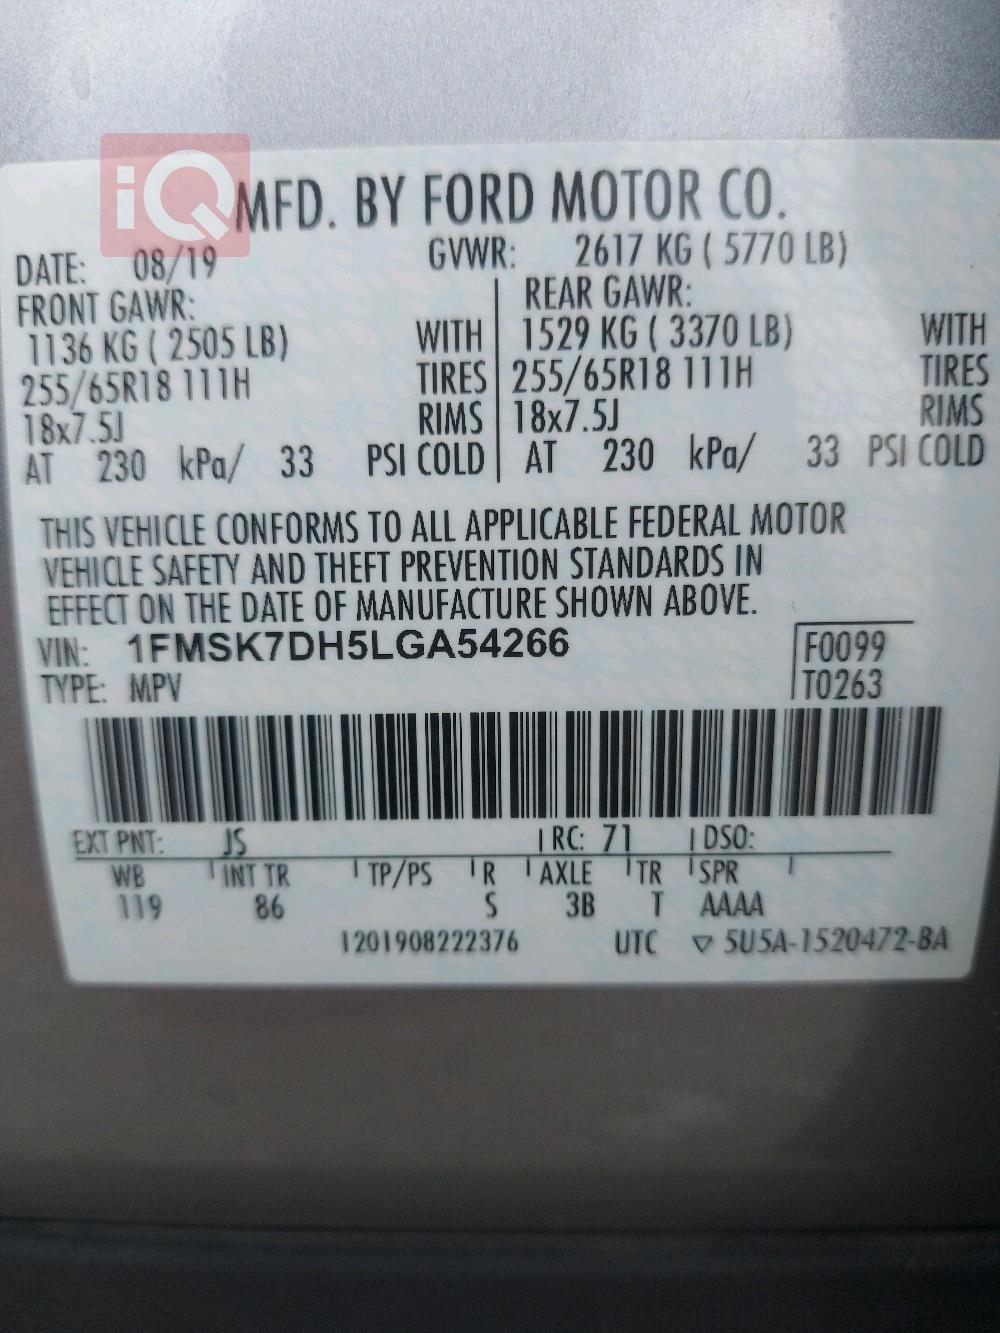 iQ
MFD. BY FORD MOTOR CO.
DATE: 08/19 GVWR: 2617 KG ( 5770 LB)
FRONT GAWR: REAR GAWR:
1136 KG ( 2505 LB) WITH 1529 KG ( 3370 LB) WITH
255/65R18 111H TIRES 255/65R18 111H TIRES
18x7.5J RIMS 18x7.5J RIMS
AT 230 kPa/ 33 PSI COLD AT 230 kPa/ 33 PSI COLD
THIS VEHICLE CONFORMS TO ALL APPLICABLE FEDERAL MOTOR
VEHICLE SAFETY AND THEFT PREVENTION STANDARDS IN
EFFECT ON THE DATE OF MANUFACTURE SHOWN ABOVE.
VIN: 1FMSK7DH5LGA54266 F0099
TYPE: MPV T0263
EXT PNT: JS RC: 71 DSO:
WB INT TR TP/PS R AXLE TR SPR
119 86 S 3B T AAAA
1201908222376 UTC ▽ 5U5A-1520472-BA